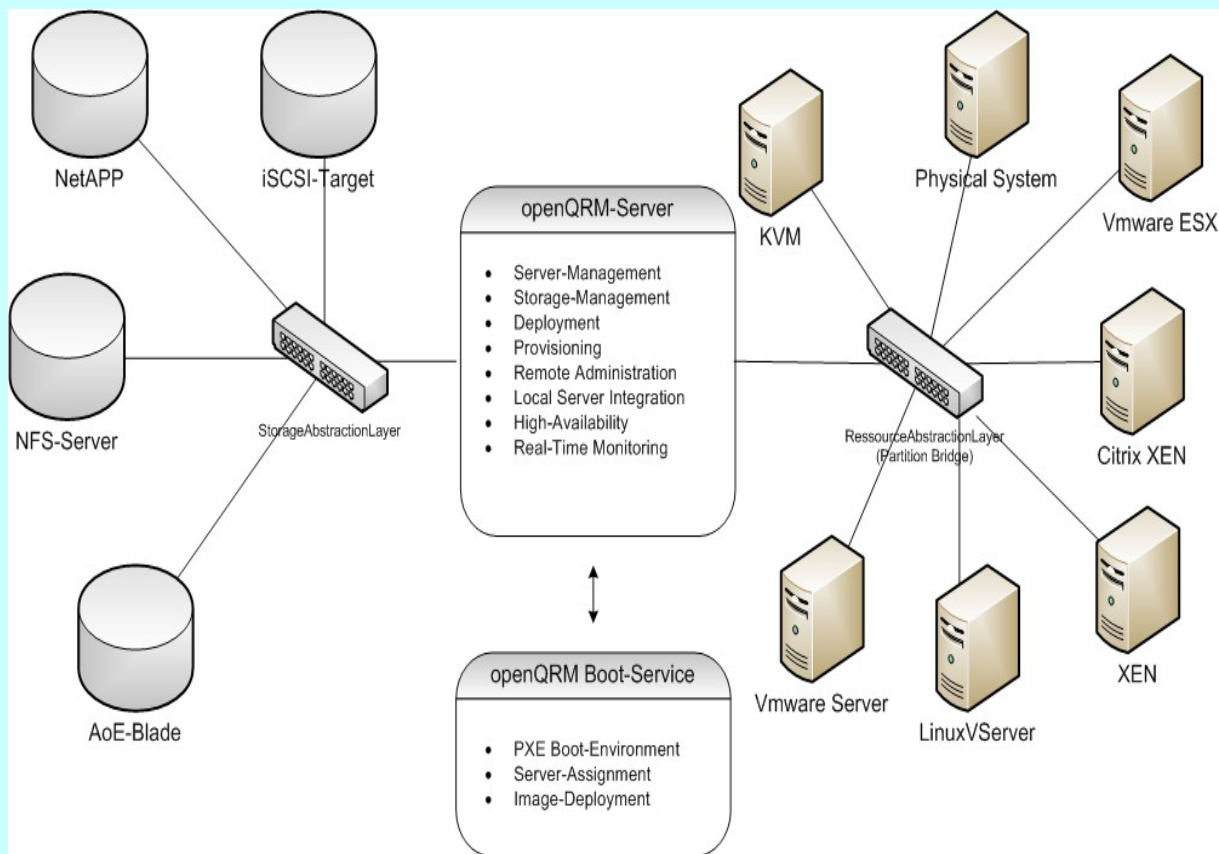 NetAPP
iSCSI-Target
NFS-Server
AoE-Blade
StorageAbstractionLayer
openQRM-Server
• Server-Management
• Storage-Management
• Deployment
• Provisioning
• Remote Administration
• Local Server Integration
• High-Availability
• Real-Time Monitoring
openQRM Boot-Service
• PXE Boot-Environment
• Server-Assignment
• Image-Deployment
KVM
Physical System
Vmware ESX
RessourceAbstractionLayer
(Partition Bridge)
Citrix XEN
XEN
LinuxVServer
Vmware Server